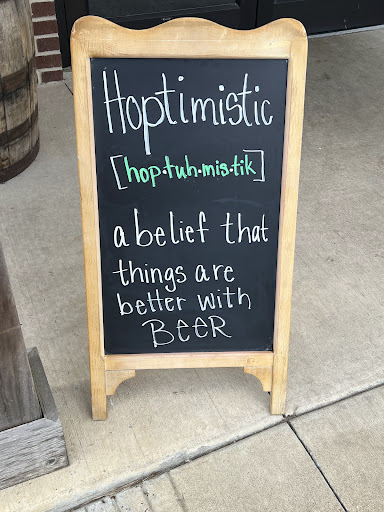 Hoptimistic
[hop·tuh·mis·tik]
a belief that
things are
better with
BEER